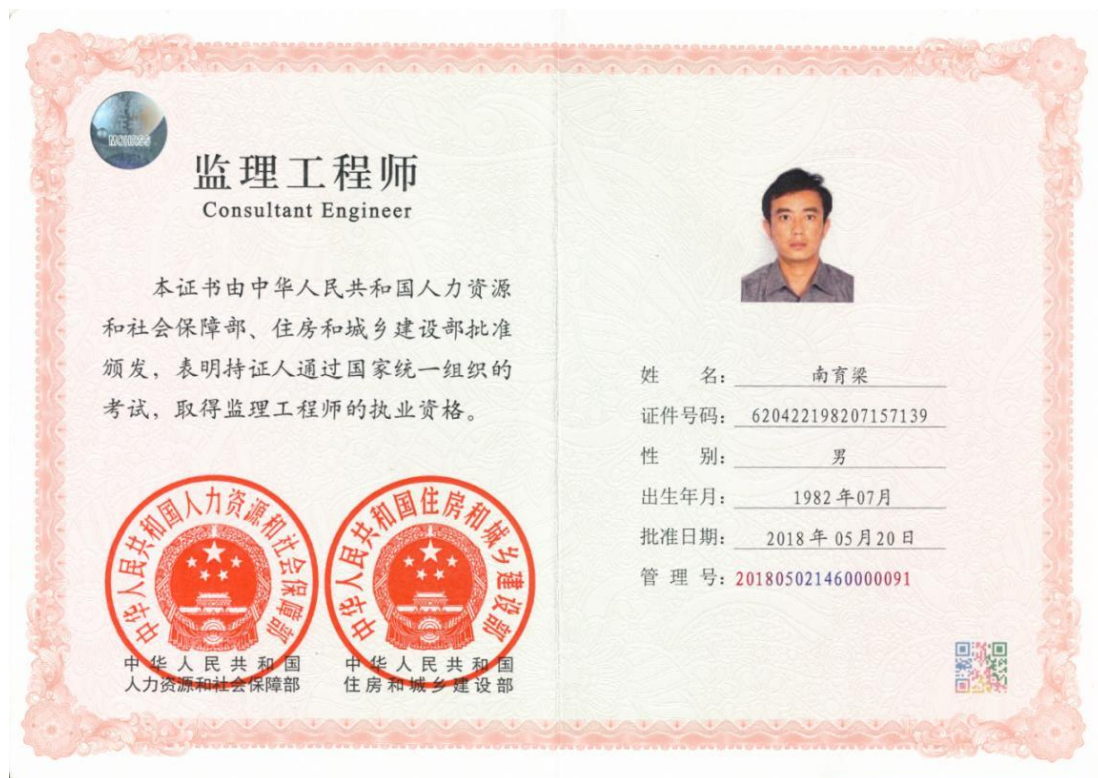 MOHRSS
监理工程师
Consultant Engineer
本证书由中华人民共和国人力资源
和社会保障部、住房和城乡建设部批准
颁发，表明持证人通过国家统一组织的
考试，取得监理工程师的执业资格。
中华人民共和国人力资源和社会保障部
中华人民共和国住房和城乡建设部
中华人民共和国
人力资源和社会保障部
中华人民共和国
住房和城乡建设部
姓 名：南育梁
证件号码：620422198207157139
性 别：男
出生年月：1982年07月
批准日期：2018年05月20日
管理号：201805021460000091